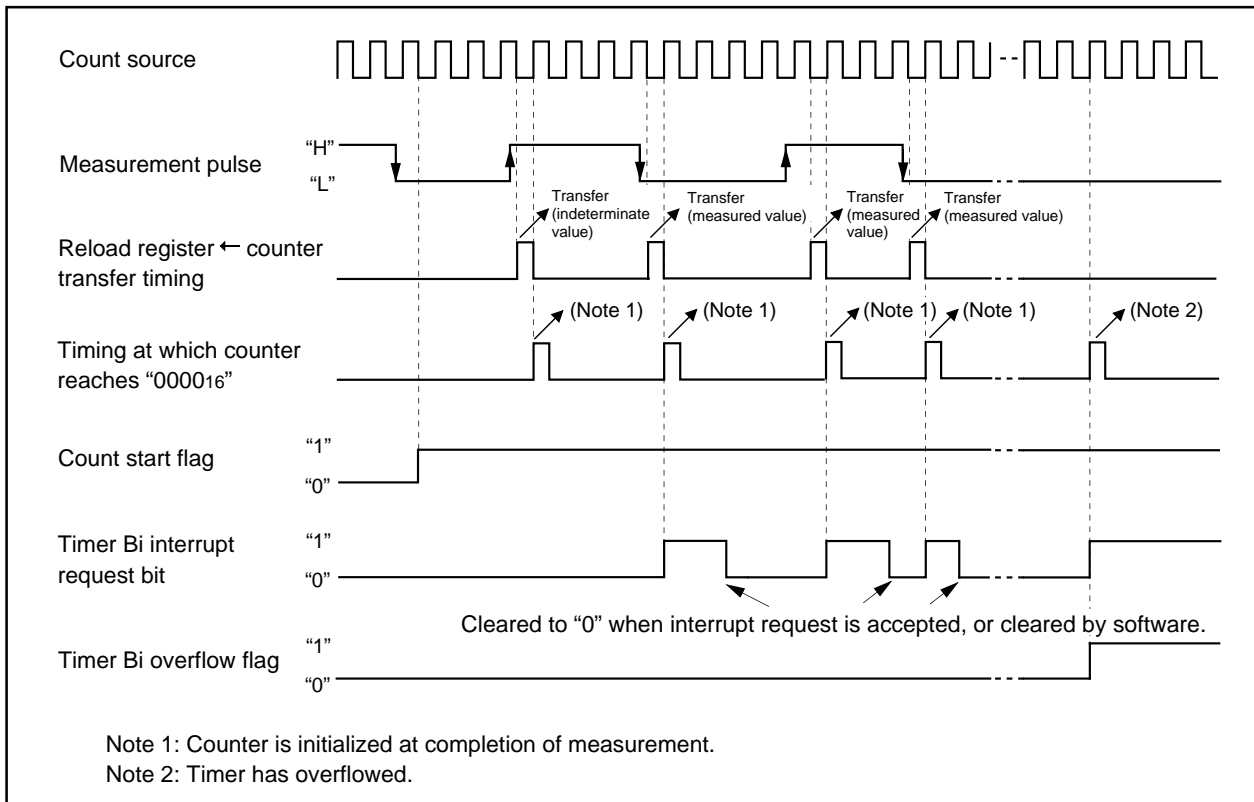 Count source
Measurement pulse
“H”
“L”
Transfer
(indeterminate
value)
Transfer
(measured value)
Transfer
(measured
value)
Transfer
(measured value)
Reload register ← counter
transfer timing
(Note 1)
(Note 1)
(Note 1)
(Note 1)
(Note 2)
Timing at which counter
reaches “000016”
Count start flag
“1”
“0”
Timer Bi interrupt
request bit
“1”
“0”
Cleared to “0” when interrupt request is accepted, or cleared by software.
Timer Bi overflow flag
“1”
“0”
Note 1: Counter is initialized at completion of measurement.
Note 2: Timer has overflowed.